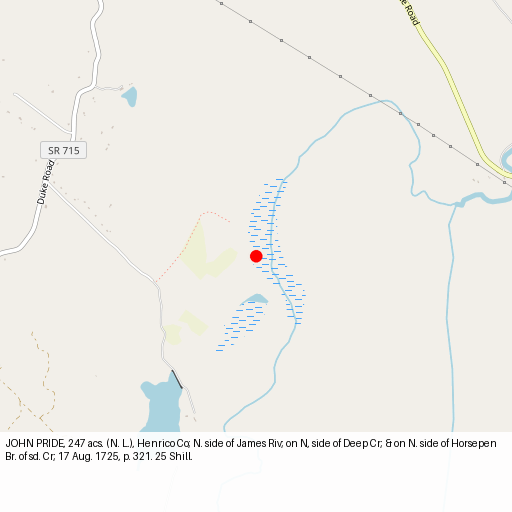 ke Road
SR 715
Duke Road
JOHN PRIDE, 247 acs. (N. L.), Henrico Co; N. side of James Riv; on N, side of Deep Cr; & on N. side of Horsepen
Br. of sd. Cr; 17 Aug. 1725, p. 321. 25 Shill.